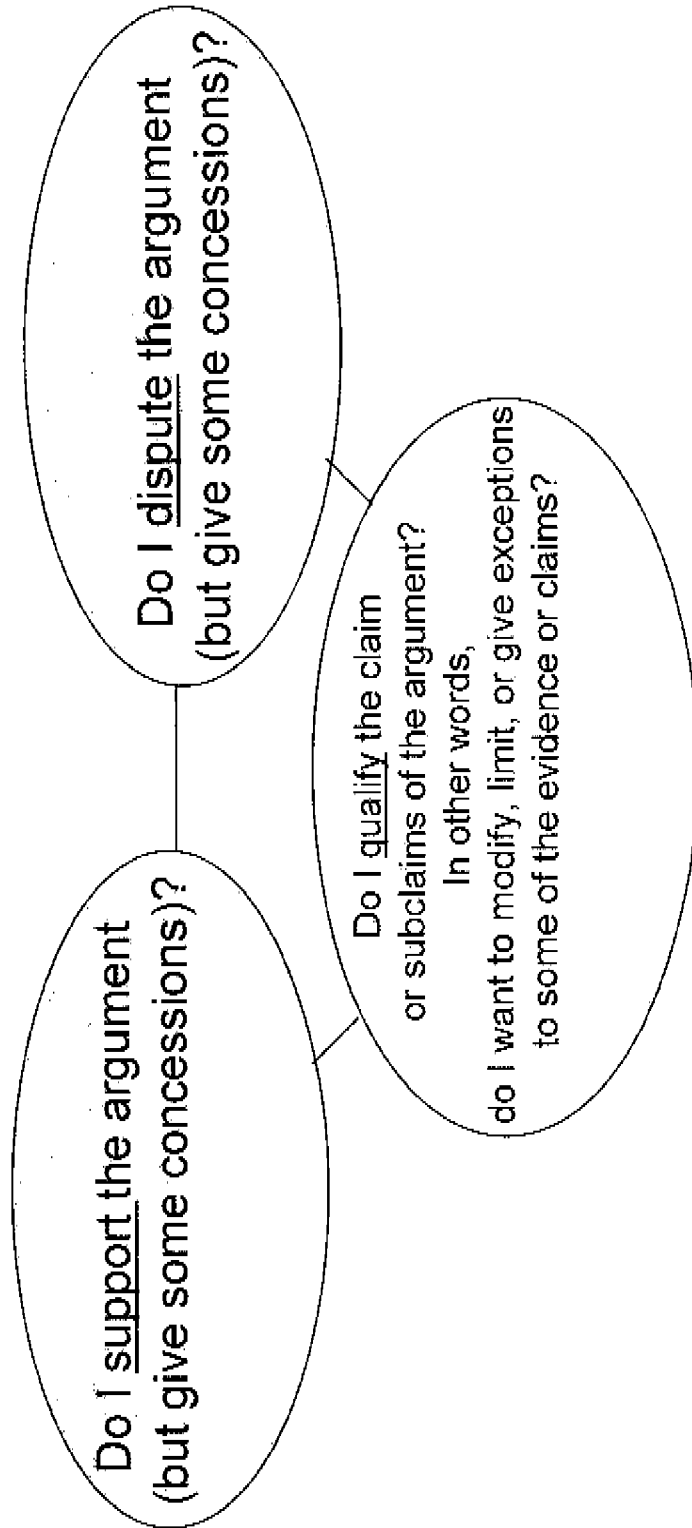 Do I support the argument
(but give some concessions)?
Do I dispute the argument
(but give some concessions)?
Do I qualify the claim
or subclaims of the argument?
In other words,
do I want to modify, limit, or give exceptions
to some of the evidence or claims?